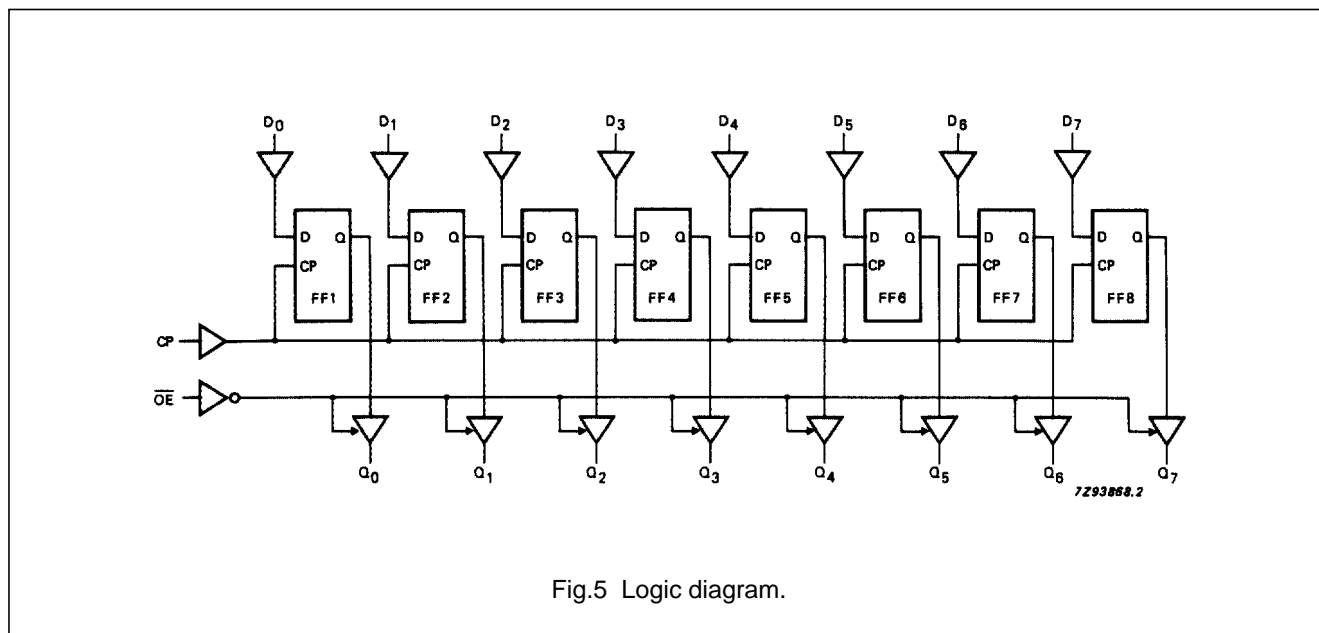 D0 D1 D2 D3 D4 D5 D6 D7
D Q D Q D Q D Q D Q D Q D Q D Q
CP CP CP CP CP CP CP CP
FF1 FF2 FF3 FF4 FF5 FF6 FF7 FF8
CP
O̅E̅
Q0 Q1 Q2 Q3 Q4 Q5 Q6 Q7
7Z93868.2
Fig.5 Logic diagram.